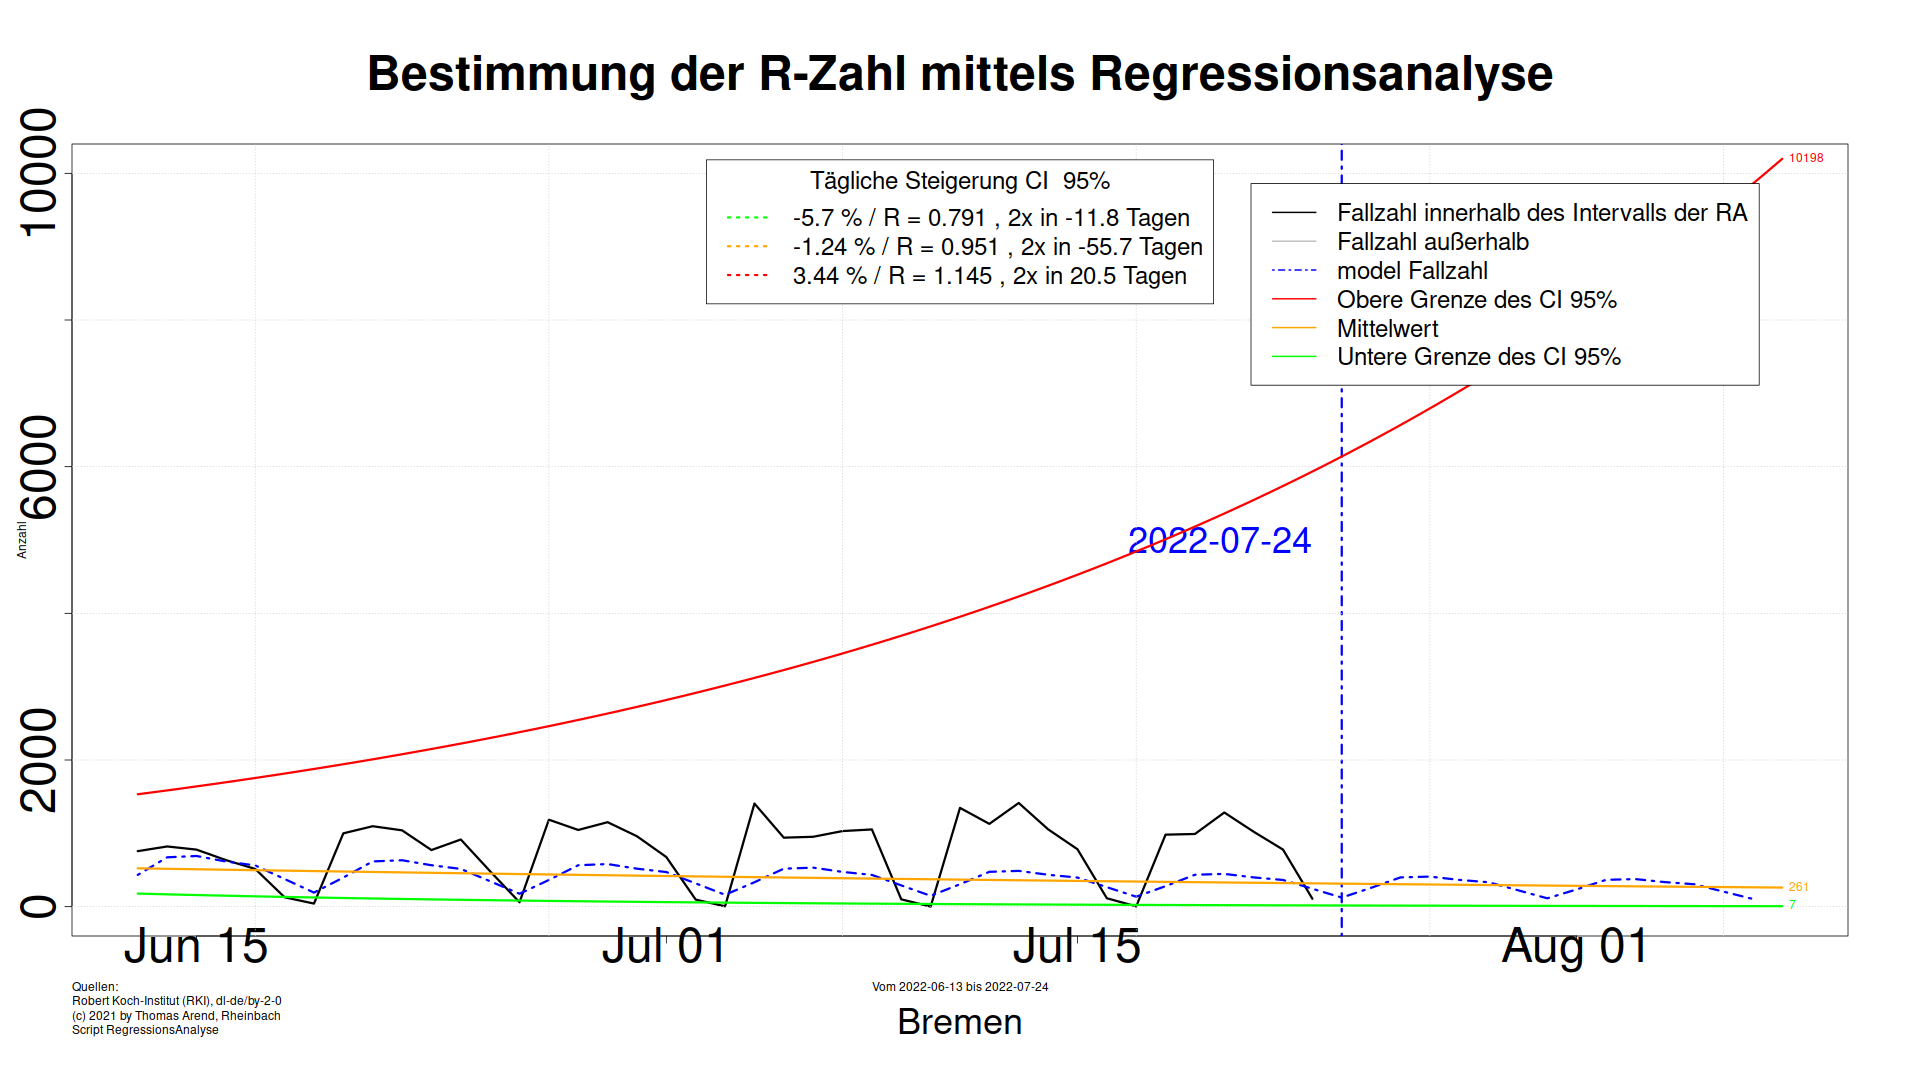 Bestimmung der R-Zahl mittels Regressionsanalyse
10000
6000
2000
0
Anzahl
Tägliche Steigerung CI  95%
-5.7 % / R = 0.791 , 2x in -11.8 Tagen
-1.24 % / R = 0.951 , 2x in -55.7 Tagen
3.44 % / R = 1.145 , 2x in 20.5 Tagen
Fallzahl innerhalb des Intervalls der RA
Fallzahl außerhalb
model Fallzahl
Obere Grenze des CI 95%
Mittelwert
Untere Grenze des CI 95%
10198
2022-07-24
261
7
Jun 15
Jul 01
Jul 15
Aug 01
Quellen:
Robert Koch-Institut (RKI), dl-de/by-2-0
(c) 2021 by Thomas Arend, Rheinbach
Script RegressionsAnalyse
Vom 2022-06-13 bis 2022-07-24
Bremen